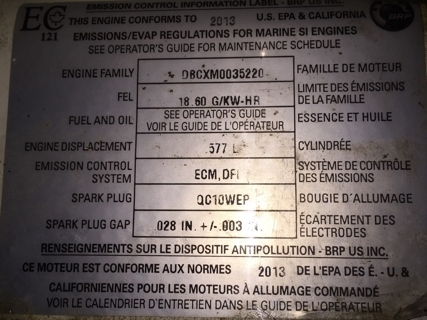 EMISSION CONTROL INFORMATION LABEL - BRP US INC.
EC THIS ENGINE CONFORMS TO 2013 U.S. EPA & CALIFORNIA BRP
121 EMISSIONS/EVAP REGULATIONS FOR MARINE SI ENGINES
SEE OPERATOR'S GUIDE FOR MAINTENANCE SCHEDULE
ENGINE FAMILY DBCXM0035220 FAMILLE DE MOTEUR
FEL 18.60 G/KW-HR LIMITE DES ÉMISSIONS DE LA FAMILLE
FUEL AND OIL SEE OPERATOR'S GUIDE VOIR LE GUIDE DE L'OPÉRATEUR ESSENCE ET HUILE
ENGINE DISPLACEMENT 577 CYLINDRÉE
EMISSION CONTROL SYSTEM ECM, DFI SYSTÈME DE CONTRÔLE DES ÉMISSIONS
SPARK PLUG QC10WEP BOUGIE D'ALLUMAGE
SPARK PLUG GAP .028 IN. +/-.003 IN. ÉCARTEMENT DES ÉLECTRODES
RENSEIGNEMENTS SUR LE DISPOSITIF ANTIPOLLUTION - BRP US INC.
CE MOTEUR EST CONFORME AUX NORMES 2013 DE L'EPA DES É.-U. &
CALIFORNIENNES POUR LES MOTEURS À ALLUMAGE COMMANDÉ
VOIR LE CALENDRIER D'ENTRETIEN DANS LE GUIDE DE L'OPÉRATEUR